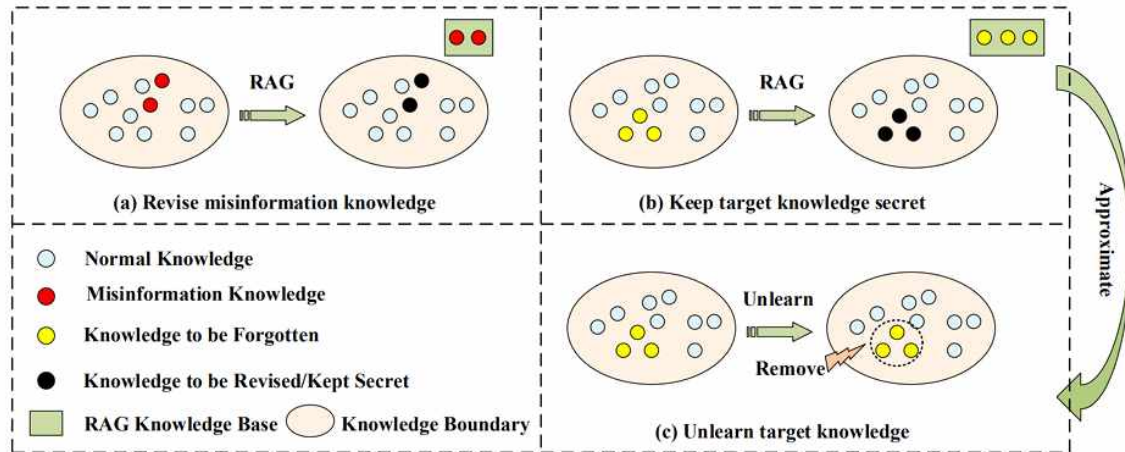 RAG
RAG
(a) Revise misinformation knowledge
(b) Keep target knowledge secret
Approximate
Normal Knowledge
Misinformation Knowledge
Knowledge to be Forgotten
Knowledge to be Revised/Kept Secret
RAG Knowledge Base
Knowledge Boundary
Unlearn
Remove
(c) Unlearn target knowledge